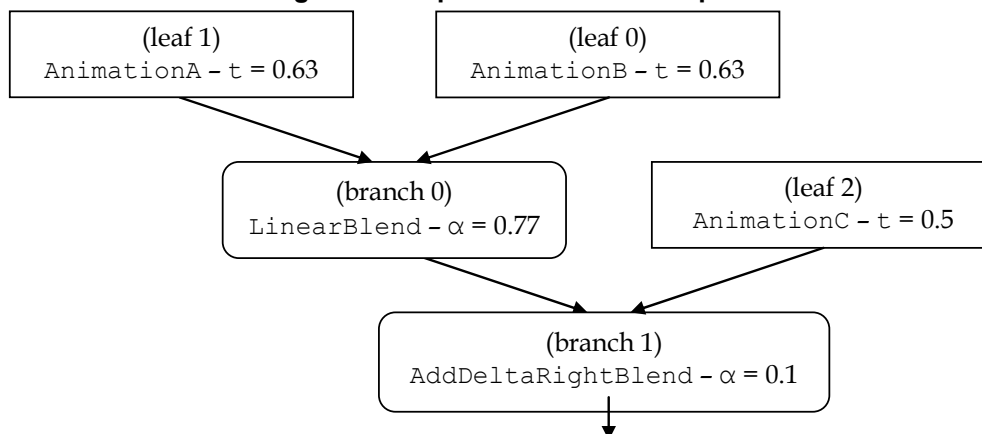 (leaf 1)
AnimationA – t = 0.63
(leaf 0)
AnimationB – t = 0.63
(branch 0)
LinearBlend – α = 0.77
(leaf 2)
AnimationC – t = 0.5
(branch 1)
AddDeltaRightBlend – α = 0.1